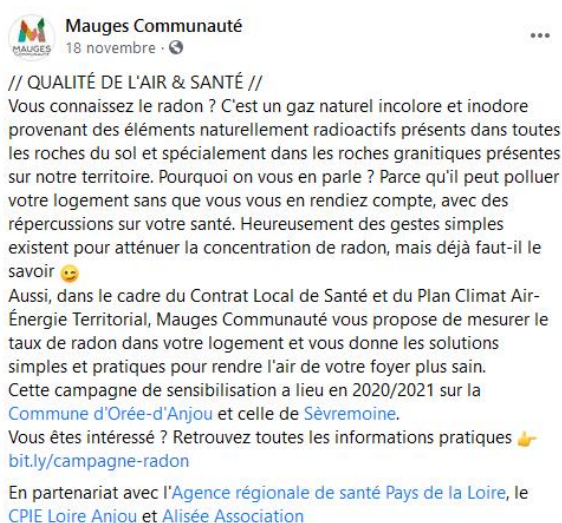 Mauges Communauté
18 novembre ·
MAUGES
Communauté
// QUALITÉ DE L'AIR & SANTÉ //
Vous connaissez le radon ? C'est un gaz naturel incolore et inodore
provenant des éléments naturellement radioactifs présents dans toutes
les roches du sol et spécialement dans les roches granitiques présentes
sur notre territoire. Pourquoi on vous en parle ? Parce qu'il peut polluer
votre logement sans que vous vous en rendiez compte, avec des
répercussions sur votre santé. Heureusement des gestes simples
existent pour atténuer la concentration de radon, mais déjà faut-il le
savoir 😉
Aussi, dans le cadre du Contrat Local de Santé et du Plan Climat Air-
Énergie Territorial, Mauges Communauté vous propose de mesurer le
taux de radon dans votre logement et vous donne les solutions
simples et pratiques pour rendre l'air de votre foyer plus sain.
Cette campagne de sensibilisation a lieu en 2020/2021 sur la
Commune d'Orée-d'Anjou et celle de Sèvremoine.
Vous êtes intéressé ? Retrouvez toutes les informations pratiques 👉
bit.ly/campagne-radon
En partenariat avec l'Agence régionale de santé Pays de la Loire, le
CPIE Loire Anjou et Alisée Association